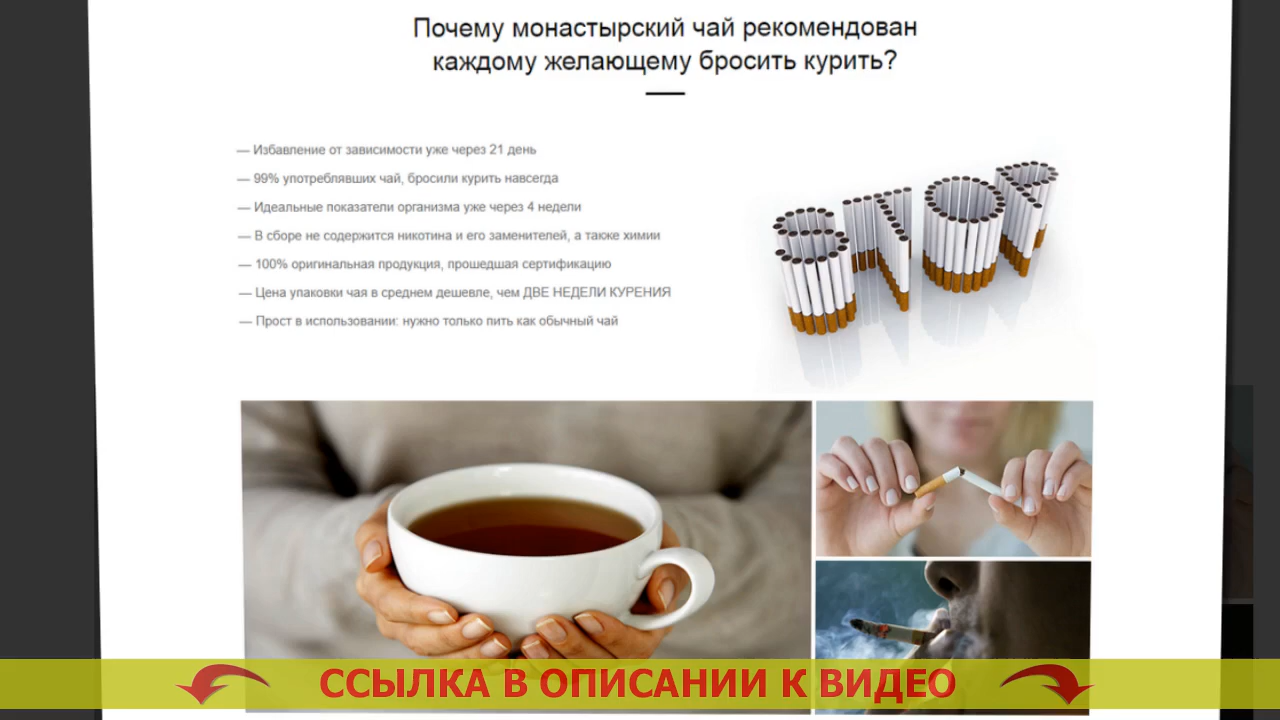 Почему монастырский чай рекомендован
каждому желающему бросить курить?
— Избавление от зависимости уже через 21 день
— 99% употреблявших чай, бросили курить навсегда
— Идеальные показатели организма уже через 4 недели
— В сборе не содержится никотина и его заменителей, а также химии
— 100% оригинальная продукция, прошедшая сертификацию
— Цена упаковки чая в среднем дешевле, чем ДВЕ НЕДЕЛИ КУРЕНИЯ
— Прост в использовании: нужно только пить как обычный чай
STOP
ССЫЛКА В ОПИСАНИИ К ВИДЕО